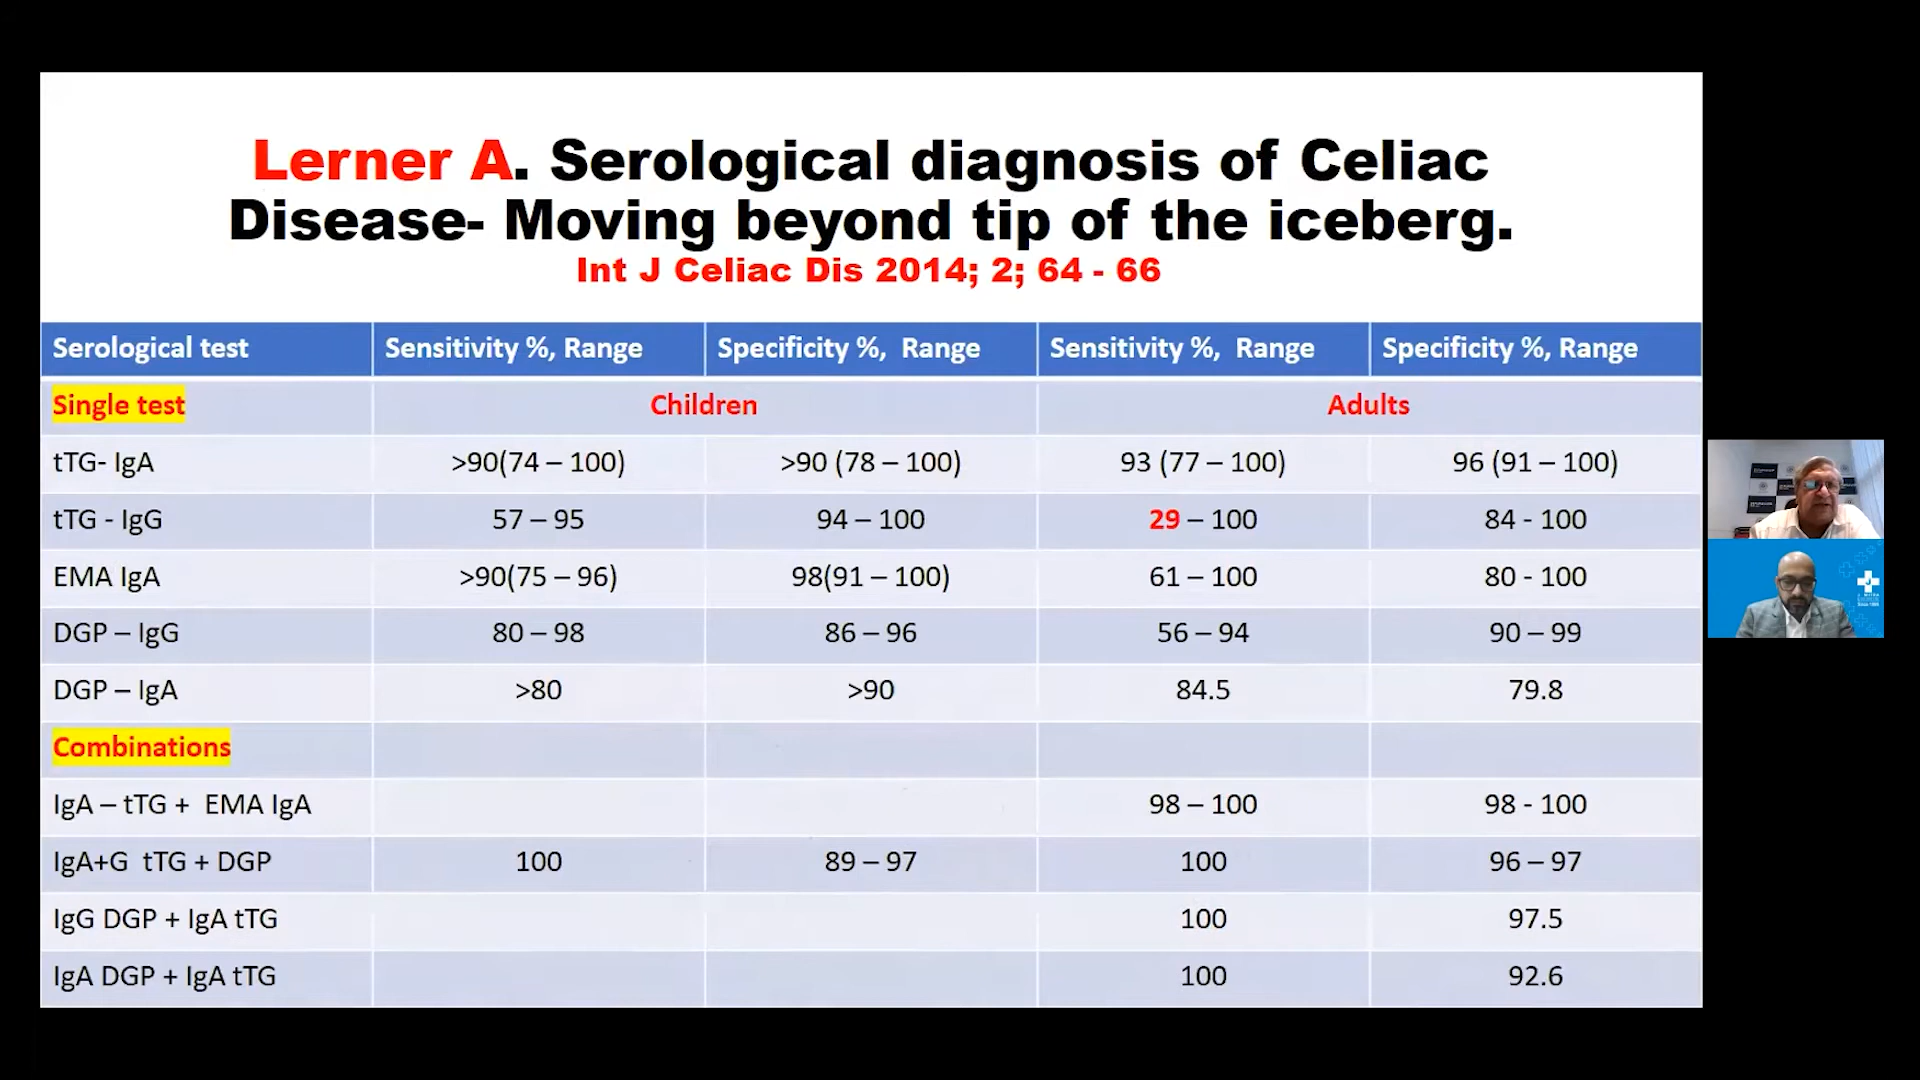 Lerner A. Serological diagnosis of Celiac
Disease- Moving beyond tip of the iceberg.
Int J Celiac Dis 2014; 2; 64 - 66
Serological test Sensitivity %, Range Specificity %, Range Sensitivity %, Range Specificity %, Range
Single test Children Adults
tTG- IgA >90(74 – 100) >90 (78 – 100) 93 (77 – 100) 96 (91 – 100)
tTG - IgG 57 – 95 94 – 100 29 – 100 84 - 100
EMA IgA >90(75 – 96) 98(91 – 100) 61 – 100 80 - 100
DGP – IgG 80 – 98 86 – 96 56 – 94 90 – 99
DGP – IgA >80 >90 84.5 79.8
Combinations
IgA – tTG + EMA IgA 98 – 100 98 - 100
IgA+G tTG + DGP 100 89 – 97 100 96 – 97
IgG DGP + IgA tTG 100 97.5
IgA DGP + IgA tTG 100 92.6